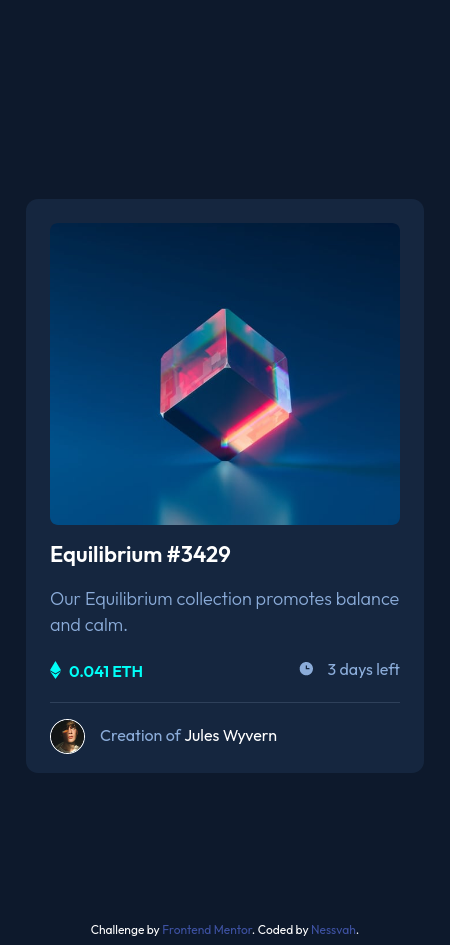 Equilibrium #3429
Our Equilibrium collection promotes balance
and calm.
0.041 ETH
3 days left
Creation of Jules Wyvern
Challenge by Frontend Mentor. Coded by Nessvah.